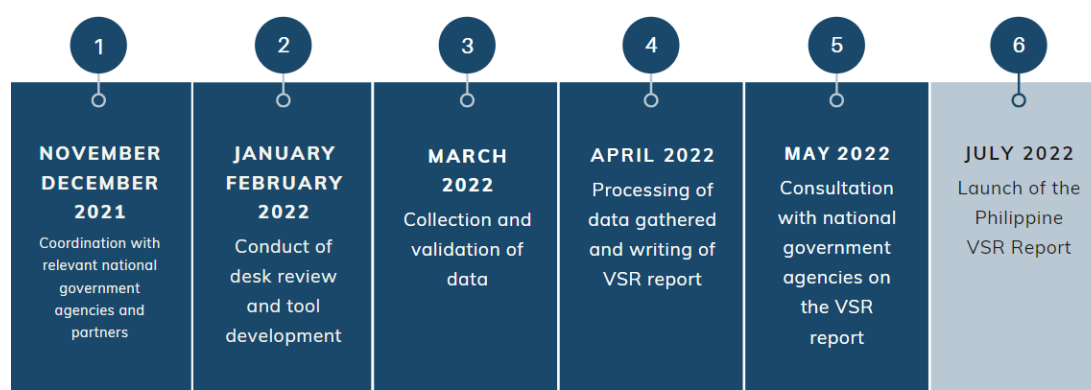 1
NOVEMBER
DECEMBER
2021
Coordination with
relevant national
government
agencies and
partners
2
JANUARY
FEBRUARY
2022
Conduct of
desk review
and tool
development
3
MARCH
2022
Collection and
validation of
data
4
APRIL 2022
Processing of
data gathered
and writing of
VSR report
5
MAY 2022
Consultation
with national
government
agencies on
the VSR
report
6
JULY 2022
Launch of the
Philippine
VSR Report